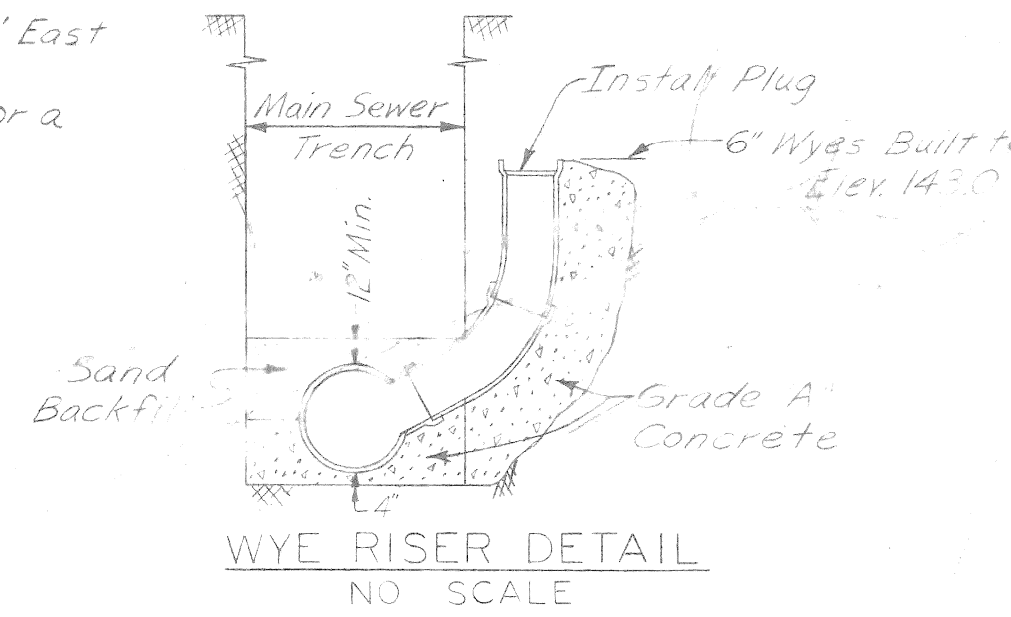 ' East
or a
Main Sewer
Trench
Install Plug
6" Wyes Built to
Elev. 143.0
12" Min.
Sand
Backfill
Grade A"
Concrete
4"
WYE RISER DETAIL
NO SCALE